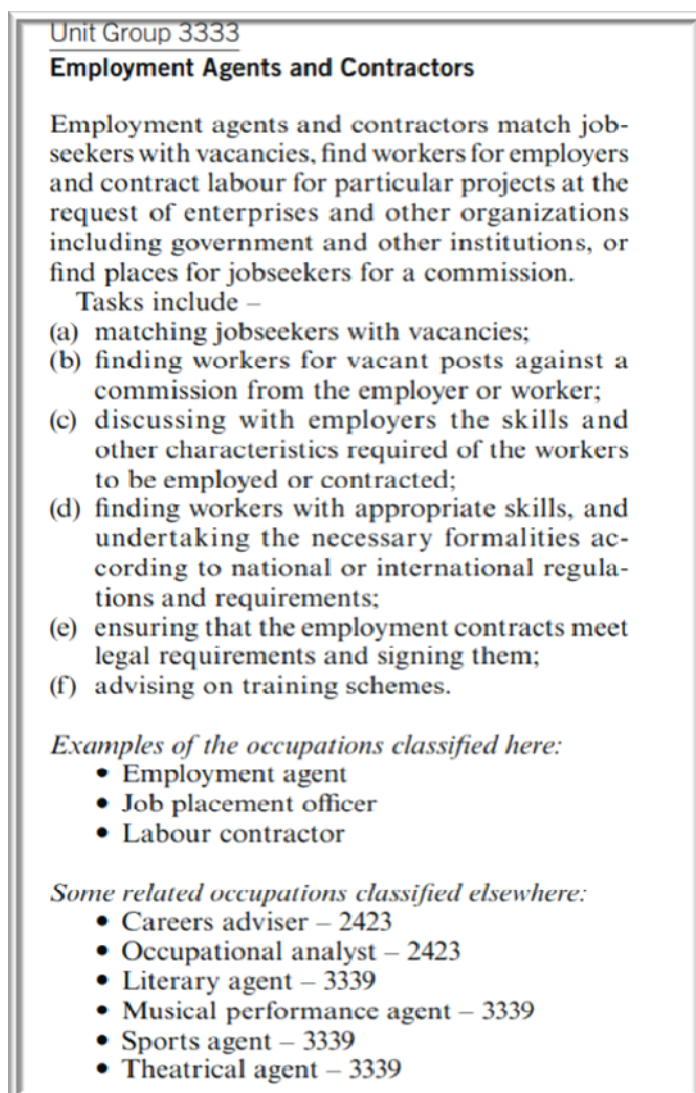 Unit Group 3333
Employment Agents and Contractors
Employment agents and contractors match job-
seekers with vacancies, find workers for employers
and contract labour for particular projects at the
request of enterprises and other organizations
including government and other institutions, or
find places for jobseekers for a commission.
Tasks include –
(a) matching jobseekers with vacancies;
(b) finding workers for vacant posts against a
commission from the employer or worker;
(c) discussing with employers the skills and
other characteristics required of the workers
to be employed or contracted;
(d) finding workers with appropriate skills, and
undertaking the necessary formalities ac-
cording to national or international regula-
tions and requirements;
(e) ensuring that the employment contracts meet
legal requirements and signing them;
(f) advising on training schemes.
Examples of the occupations classified here:
• Employment agent
• Job placement officer
• Labour contractor
Some related occupations classified elsewhere:
• Careers adviser – 2423
• Occupational analyst – 2423
• Literary agent – 3339
• Musical performance agent – 3339
• Sports agent – 3339
• Theatrical agent – 3339